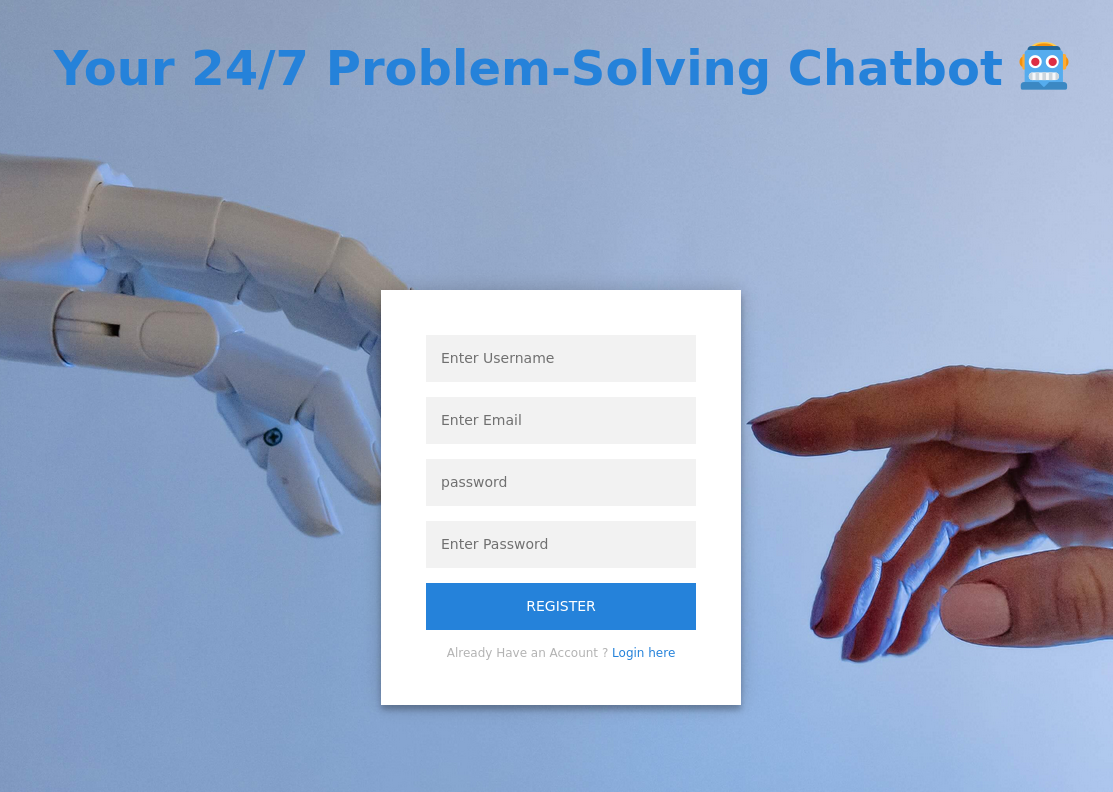 Your 24/7 Problem-Solving Chatbot 🤖
Enter Username
Enter Email
password
Enter Password
REGISTER
Already Have an Account ? Login here